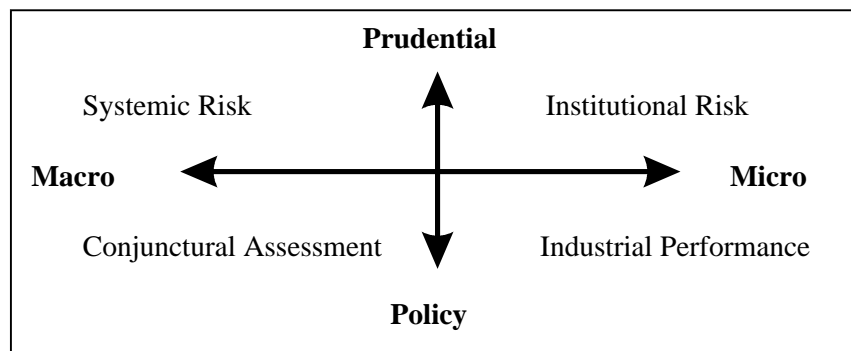 Prudential
Systemic Risk Institutional Risk
Macro Micro
Conjunctural Assessment Industrial Performance
Policy